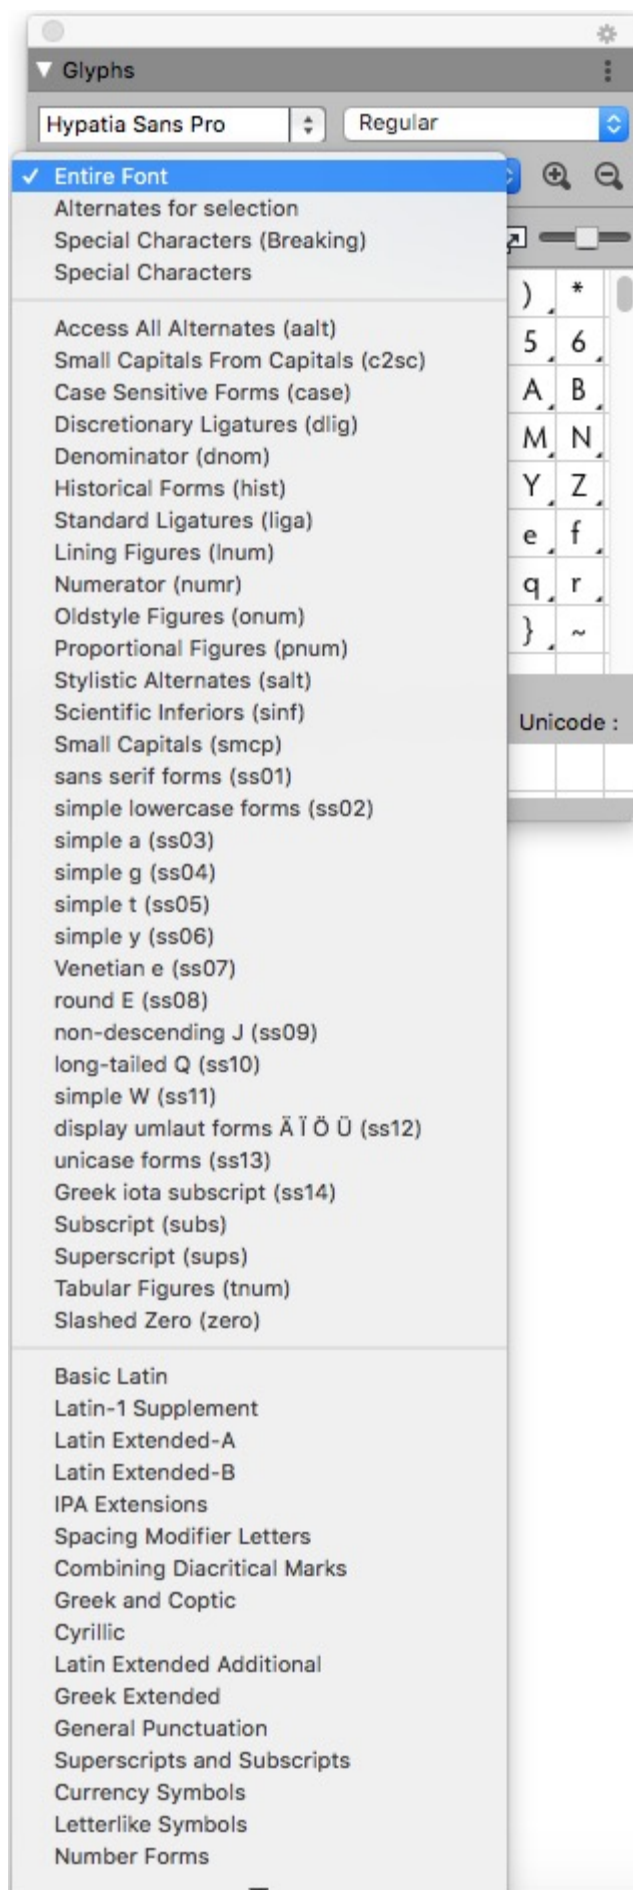 Glyphs
Hypatia Sans Pro
Regular
Entire Font
Alternates for selection
Special Characters (Breaking)
Special Characters
Access All Alternates (aalt)
Small Capitals From Capitals (c2sc)
Case Sensitive Forms (case)
Discretionary Ligatures (dlig)
Denominator (dnom)
Historical Forms (hist)
Standard Ligatures (liga)
Lining Figures (lnum)
Numerator (numr)
Oldstyle Figures (onum)
Proportional Figures (pnum)
Stylistic Alternates (salt)
Scientific Inferiors (sinf)
Small Capitals (smcp)
sans serif forms (ss01)
simple lowercase forms (ss02)
simple a (ss03)
simple g (ss04)
simple t (ss05)
simple y (ss06)
Venetian e (ss07)
round E (ss08)
non-descending J (ss09)
long-tailed Q (ss10)
simple W (ss11)
display umlaut forms Ä Ï Ö Ü (ss12)
unicase forms (ss13)
Greek iota subscript (ss14)
Subscript (subs)
Superscript (sups)
Tabular Figures (tnum)
Slashed Zero (zero)
Basic Latin
Latin-1 Supplement
Latin Extended-A
Latin Extended-B
IPA Extensions
Spacing Modifier Letters
Combining Diacritical Marks
Greek and Coptic
Cyrillic
Latin Extended Additional
Greek Extended
General Punctuation
Superscripts and Subscripts
Currency Symbols
Letterlike Symbols
Number Forms
) *
5 6
A B
M N
Y Z
e f
q r
} ~
Unicode :